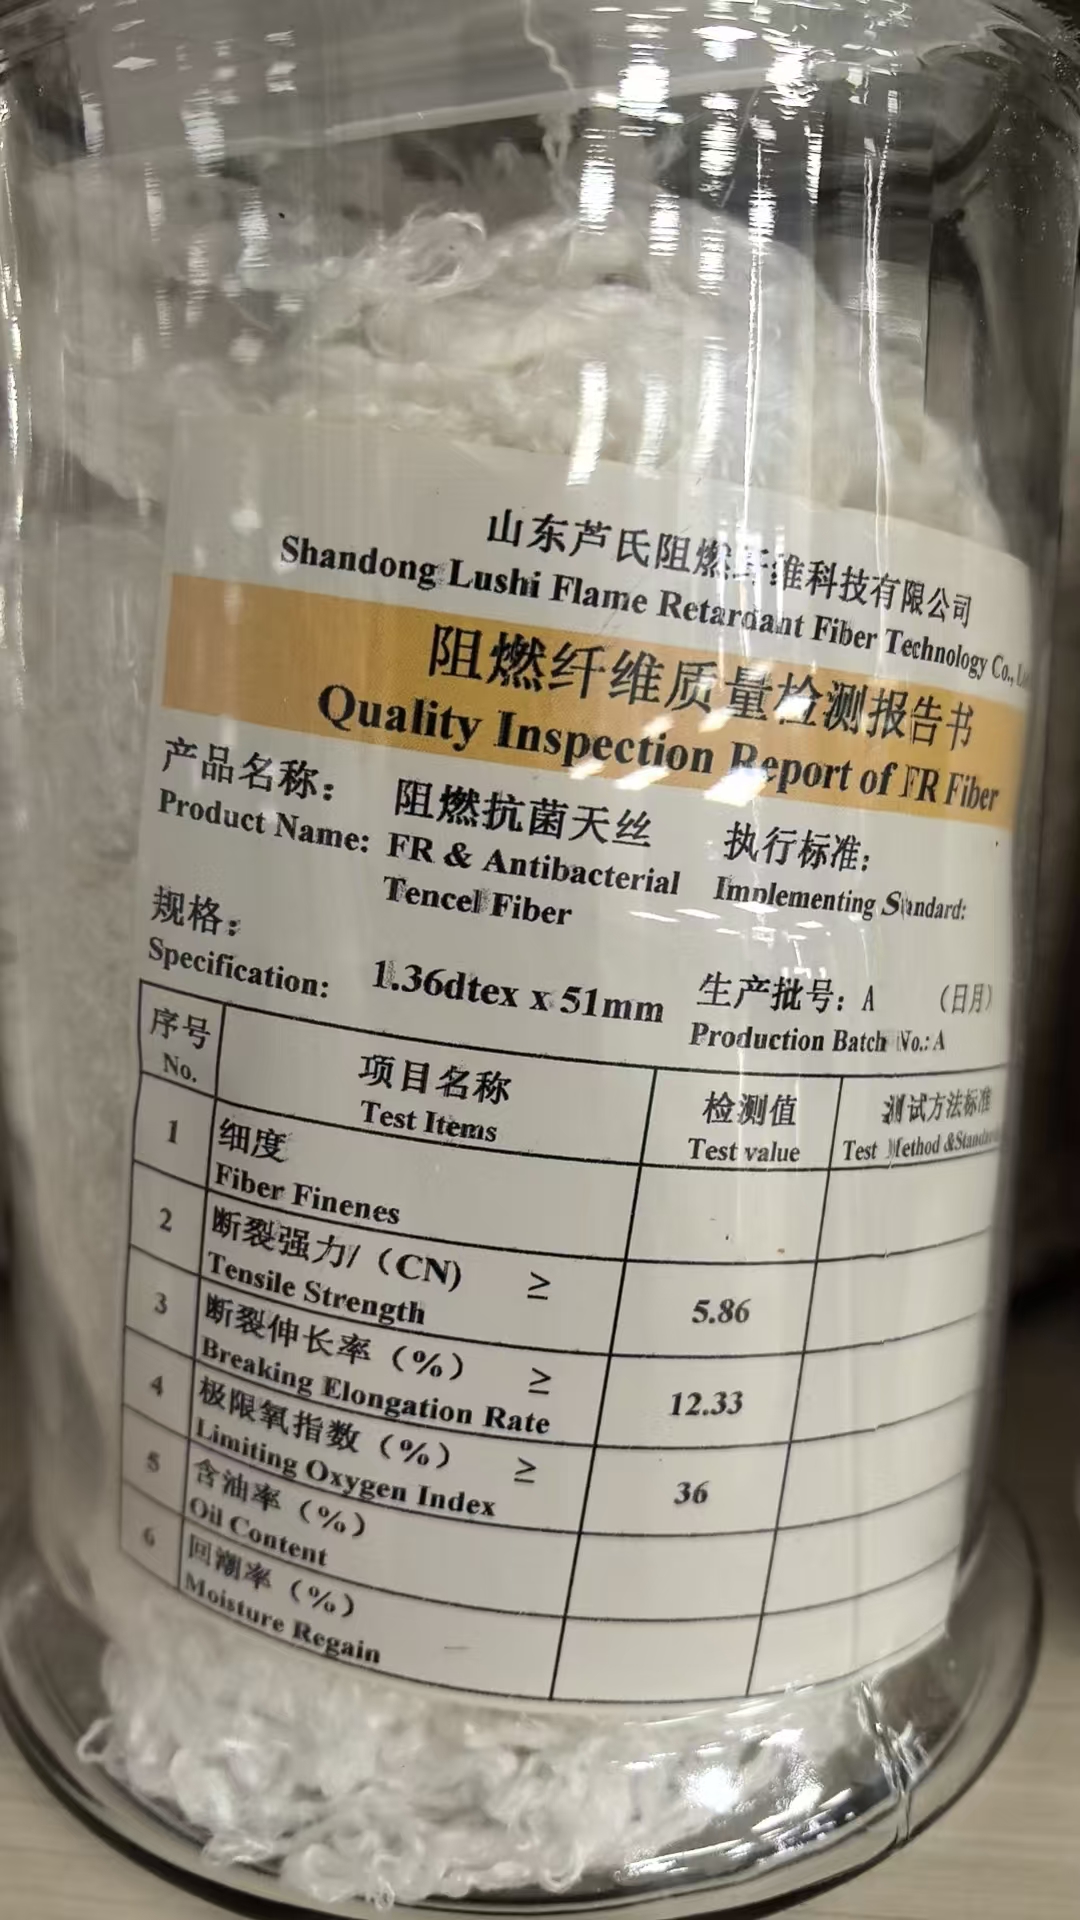 山东芦氏阻燃纤维科技有限公司
Shandong Lushi Flame Retardant Fiber Technology Co.,
阻燃纤维质量检测报告书
Quality Inspection Report of FR Fiber
产品名称：
Product Name:
阻燃抗菌天丝
FR & Antibacterial
Tencel Fiber
执行标准：
Implementing Standard:
规格：
Specification:
1.36dtex x 51mm
生产批号：A （日月）
Production Batch No.: A
序号
No.
项目名称
Test Items
检测值
Test value
测试方法标准
Test Method &Standa
1
细度
Fiber Finenes
2
断裂强力/（CN) ≥
Tensile Strength
5.86
3
断裂伸长率（%） ≥
Breaking Elongation Rate
12.33
4
极限氧指数（%） ≥
Limiting Oxygen Index
36
5
含油率（%）
Oil Content
6
回潮率（%）
Moisture Regain